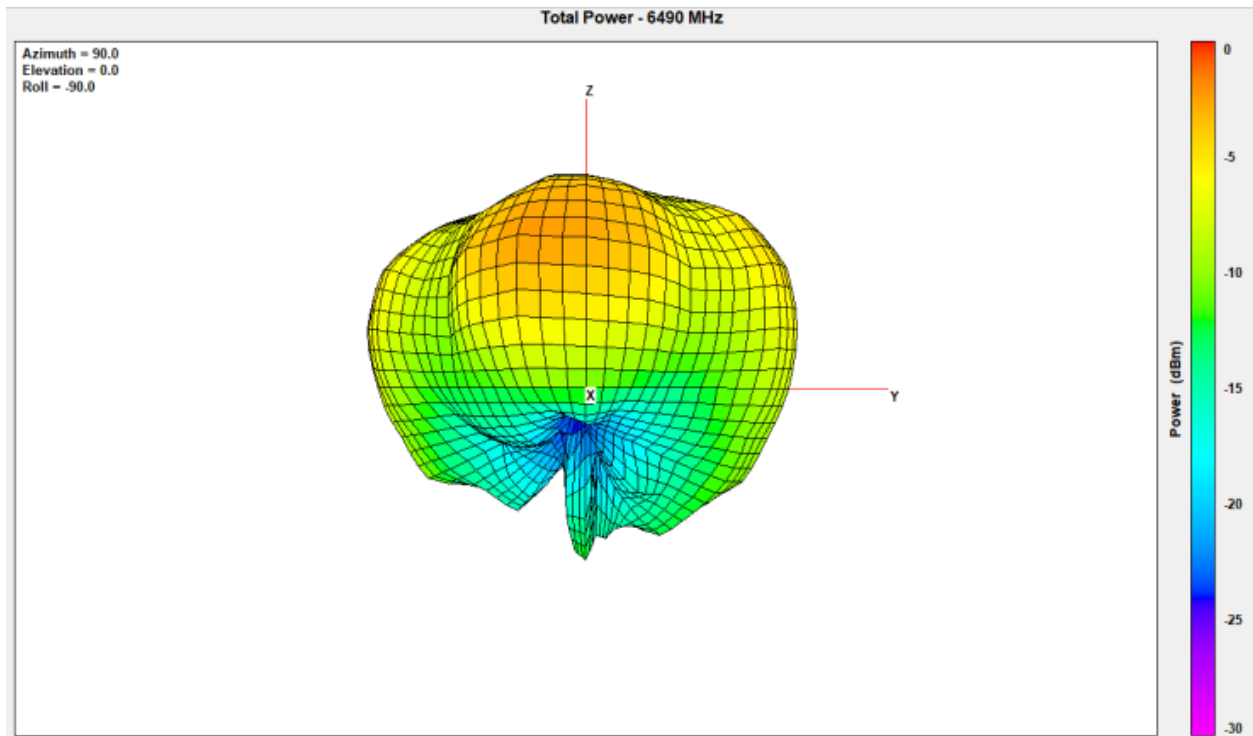 Total Power - 6490 MHz
Azimuth = 90.0
Elevation = 0.0
Roll = -90.0
Z
X
Y
0
-5
-10
-15
-20
-25
-30
Power (dBm)